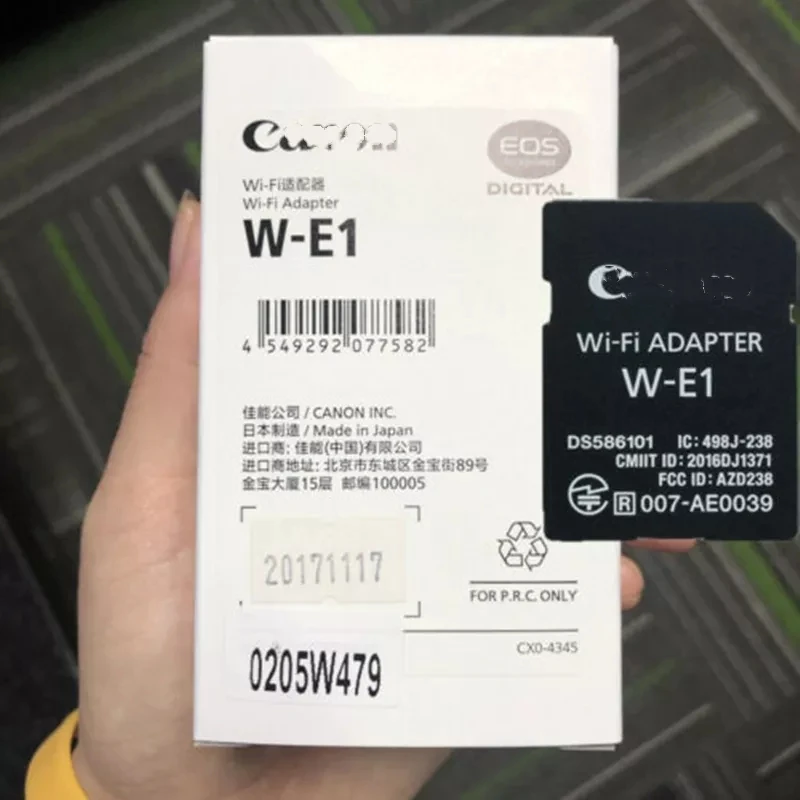 Canon
EOS
DIGITAL
Wi-Fi适配器
Wi-Fi Adapter
W-E1
4 549292 077582
佳能公司 / CANON INC.
日本制造 / Made in Japan
进口商: 佳能(中国)有限公司
进口商地址: 北京市东城区金宝街89号
金宝大厦15层 邮编100005
20171117
FOR P.R.C. ONLY
0205W479
CX0-4345
Wi-Fi ADAPTER
W-E1
DS586101 IC: 498J-238
CMIIT ID: 2016DJ1371
FCC ID: AZD238
R 007-AE0039